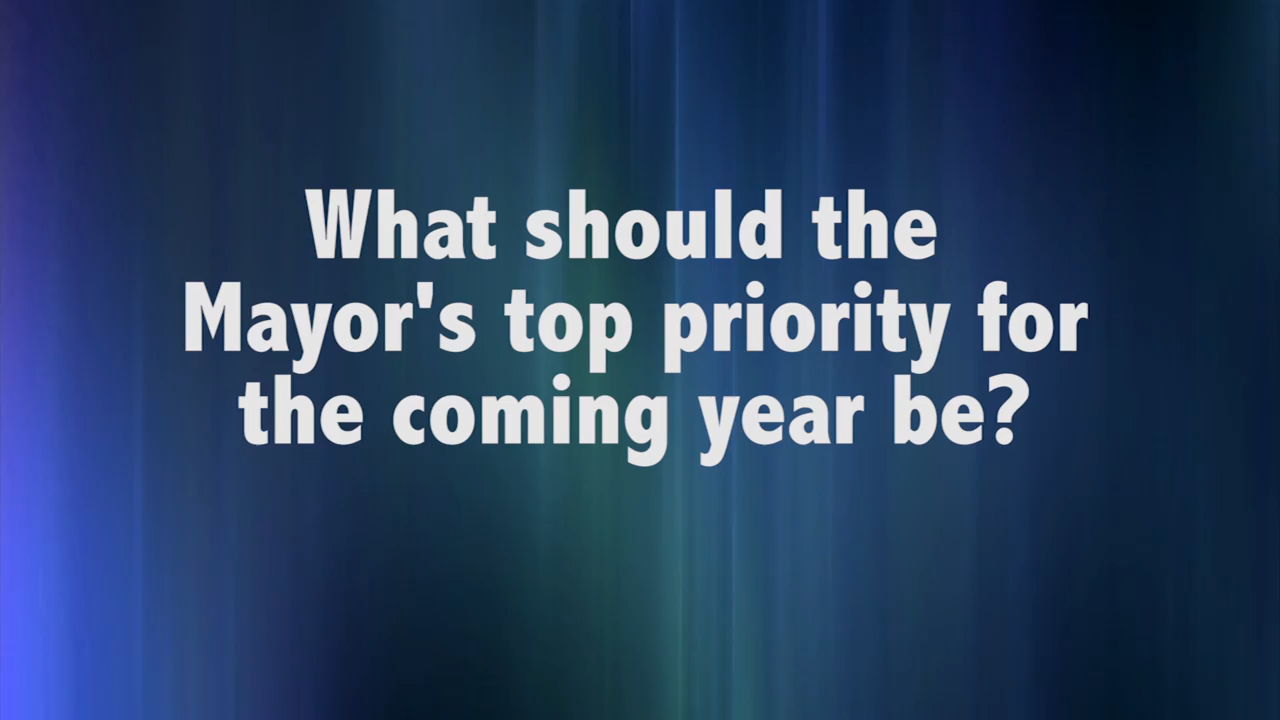 What should the
Mayor's top priority for
the coming year be?